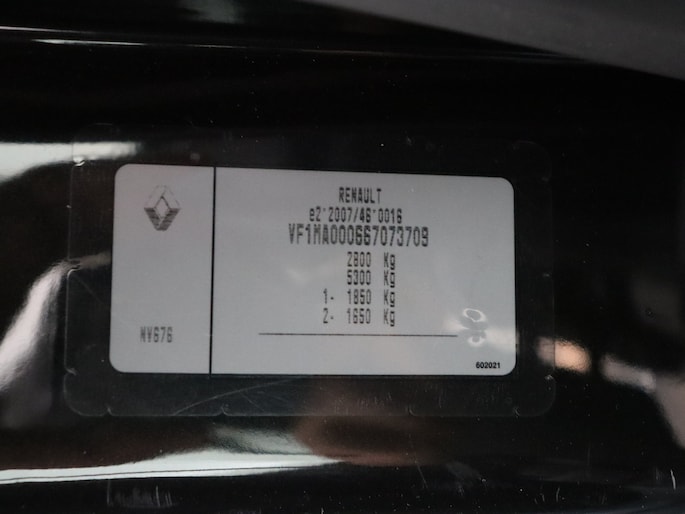 RENAULT
e2*2007/46*0016
VF1MA000667073709
2800 Kg
5300 Kg
1- 1850 Kg
2- 1650 Kg
NV676
602021